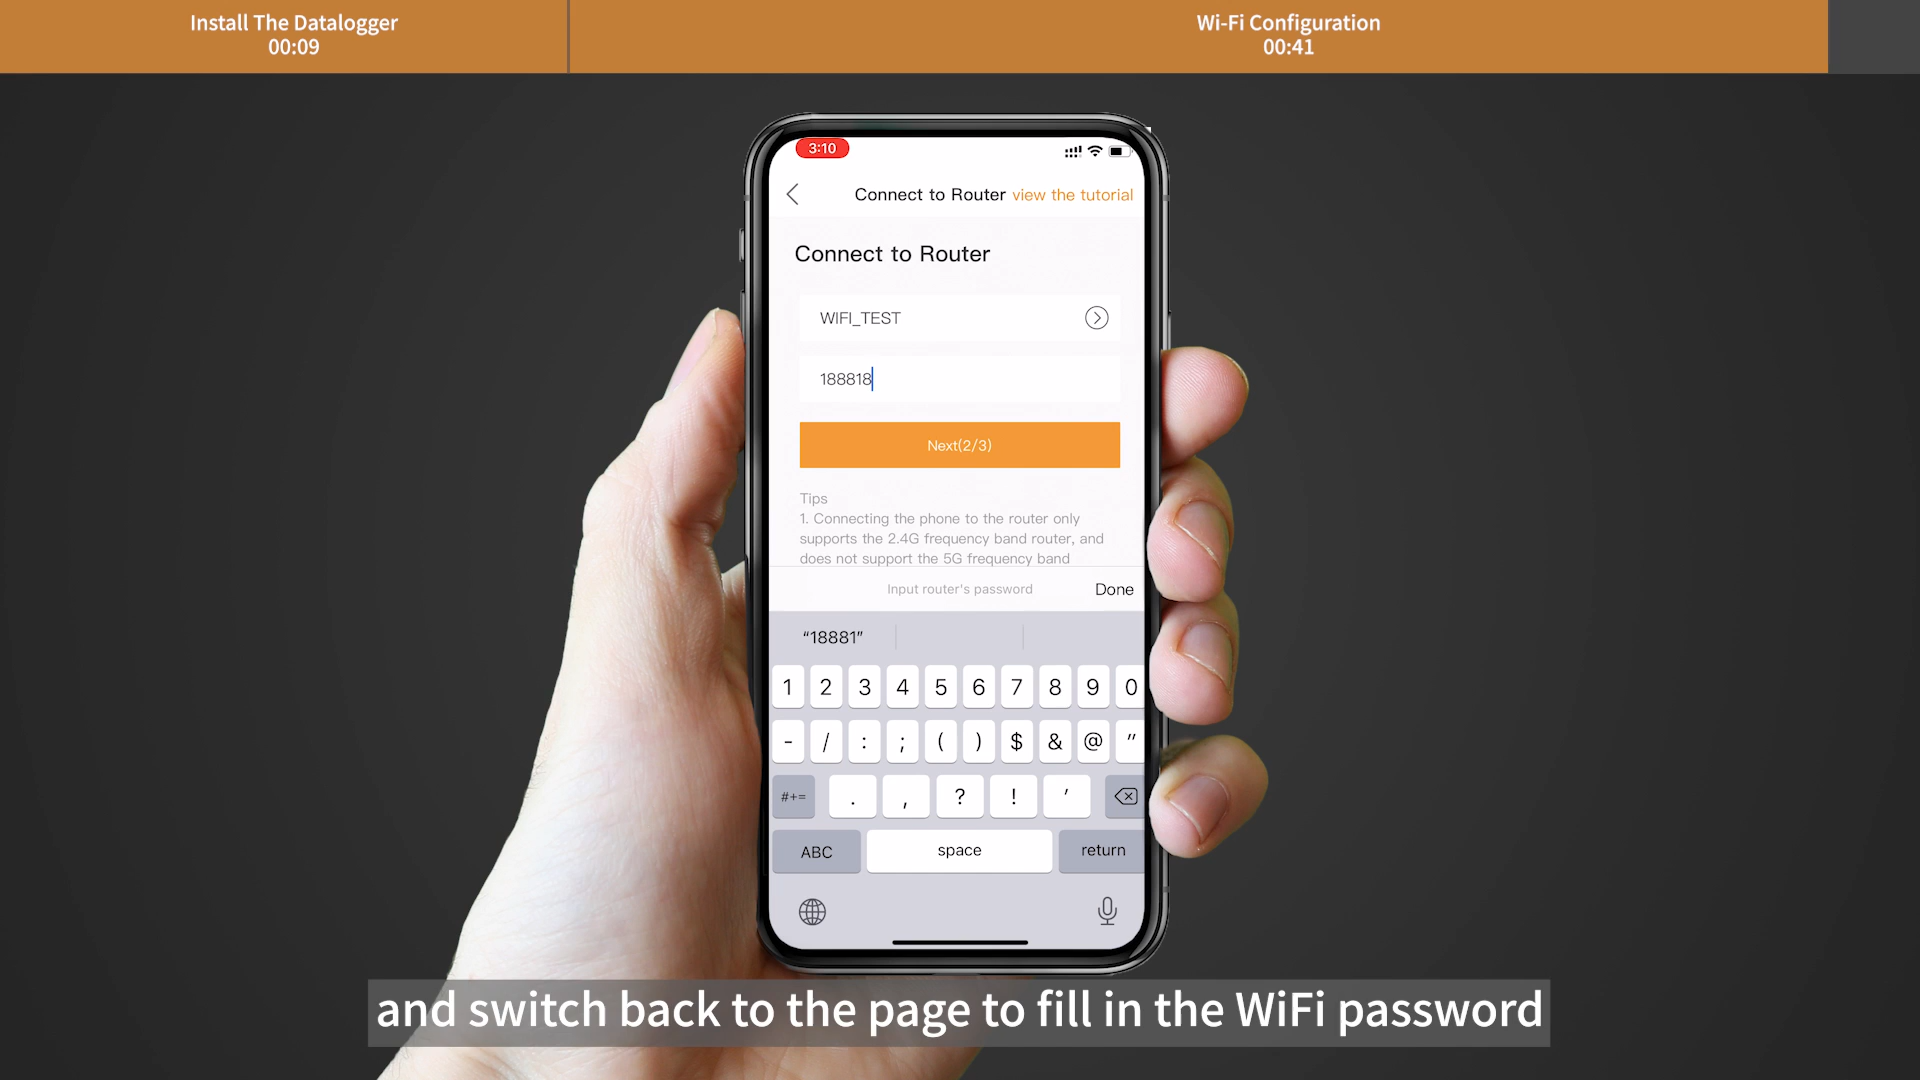 Install The Datalogger
00:09
Wi-Fi Configuration
00:41
3:10
Connect to Router view the tutorial
Connect to Router
WIFI_TEST
188818
Next(2/3)
Tips
1. Connecting the phone to the router only
supports the 2.4G frequency band router, and
does not support the 5G frequency band
Input router's password Done
“18881”
1 2 3 4 5 6 7 8 9 0
- / : ; ( ) $ & @ "
#+= . , ? ! '
ABC space return
and switch back to the page to fill in the WiFi password